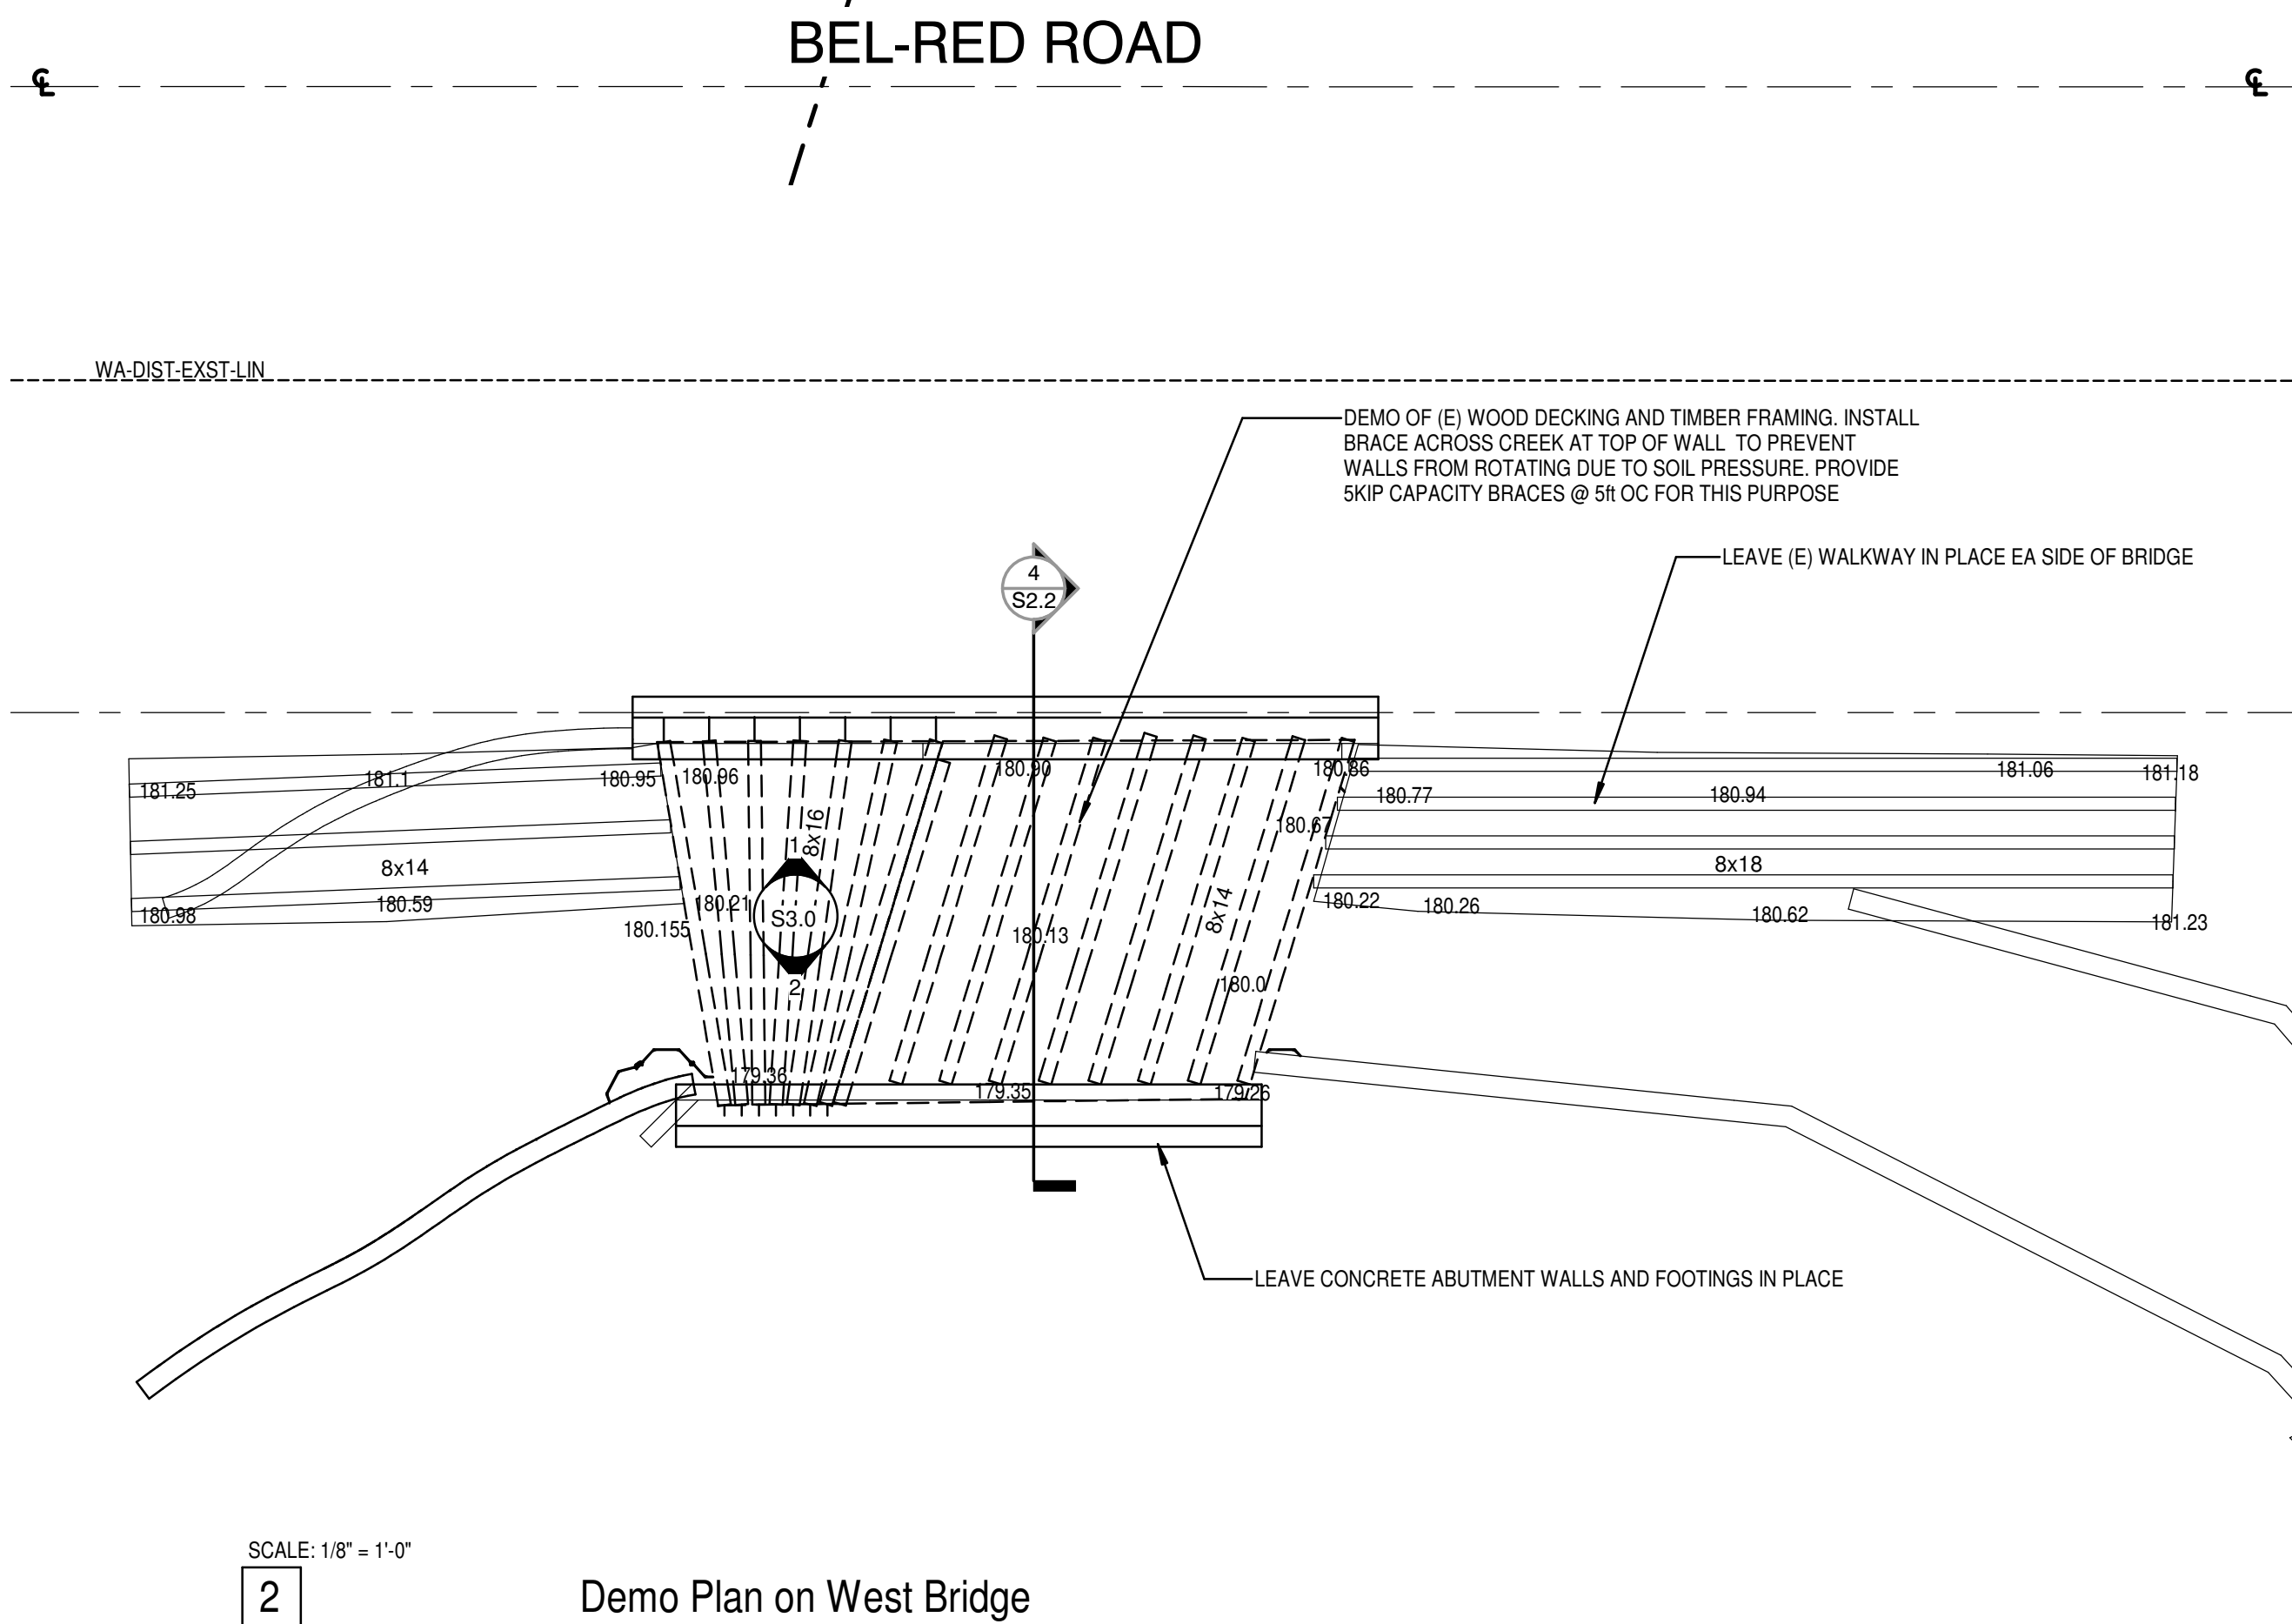 BEL-RED ROAD
℄ ℄
WA-DIST-EXST-LIN
DEMO OF (E) WOOD DECKING AND TIMBER FRAMING. INSTALL
BRACE ACROSS CREEK AT TOP OF WALL TO PREVENT
WALLS FROM ROTATING DUE TO SOIL PRESSURE. PROVIDE
5KIP CAPACITY BRACES @ 5ft OC FOR THIS PURPOSE
LEAVE (E) WALKWAY IN PLACE EA SIDE OF BRIDGE
4
S2.2
181.25
181.1
180.95
180.96
180.90
180.86
181.06
181.18
180.77
180.94
180.67
8x16
8x14
8x18
1
S3.0
2
180.98
180.59
180.21
180.155
180.13
8x14
180.22
180.26
180.62
181.23
180.0
179.36
179.35
179.26
LEAVE CONCRETE ABUTMENT WALLS AND FOOTINGS IN PLACE
SCALE: 1/8" = 1'-0"
2
Demo Plan on West Bridge